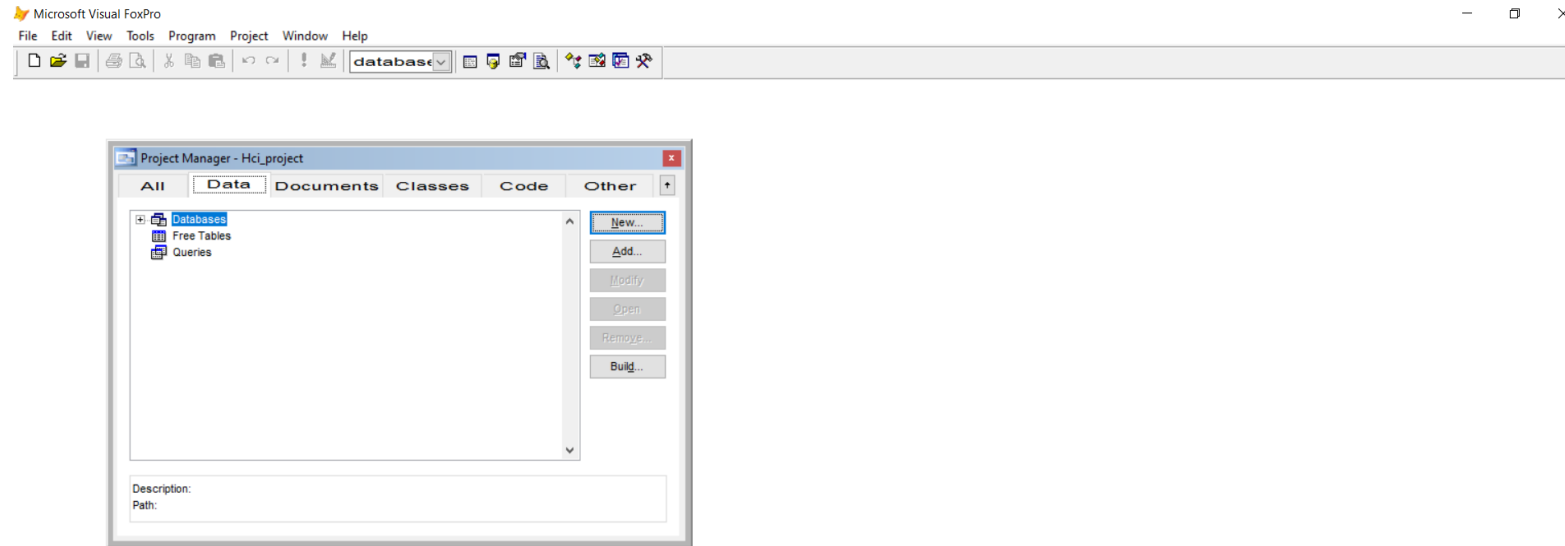 Microsoft Visual FoxPro
File Edit View Tools Program Project Window Help
database
Project Manager - Hci_project
All Data Documents Classes Code Other
Databases
Free Tables
Queries
New...
Add...
Modify
Open
Remove...
Build...
Description:
Path: